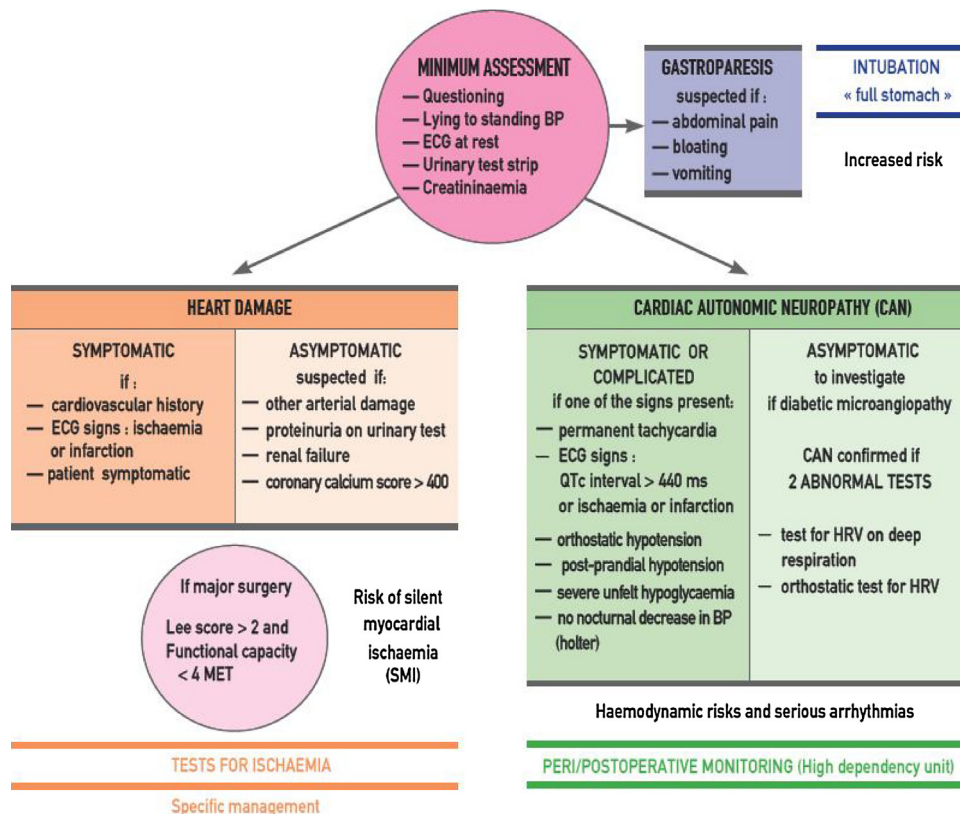 MINIMUM ASSESSMENT
— Questioning
— Lying to standing BP
— ECG at rest
— Urinary test strip
— Creatininaemia
GASTROPARESIS
suspected if :
— abdominal pain
— bloating
— vomiting
INTUBATION
« full stomach »
Increased risk
HEART DAMAGE
SYMPTOMATIC
if :
— cardiovascular history
— ECG signs : ischaemia
or infarction
— patient symptomatic
ASYMPTOMATIC
suspected if:
— other arterial damage
— proteinuria on urinary test
— renal failure
— coronary calcium score > 400
If major surgery
Lee score > 2 and
Functional capacity
< 4 MET
Risk of silent
myocardial
ischaemia
(SMI)
TESTS FOR ISCHAEMIA
Specific management
CARDIAC AUTONOMIC NEUROPATHY (CAN)
SYMPTOMATIC OR
COMPLICATED
if one of the signs present:
— permanent tachycardia
— ECG signs :
QTc interval > 440 ms
or ischaemia or infarction
— orthostatic hypotension
— post-prandial hypotension
— severe unfelt hypoglycaemia
— no nocturnal decrease in BP
(holter)
ASYMPTOMATIC
to investigate
if diabetic microangiopathy
CAN confirmed if
2 ABNORMAL TESTS
— test for HRV on deep
respiration
— orthostatic test for HRV
Haemodynamic risks and serious arrhythmias
PERI/POSTOPERATIVE MONITORING (High dependency unit)